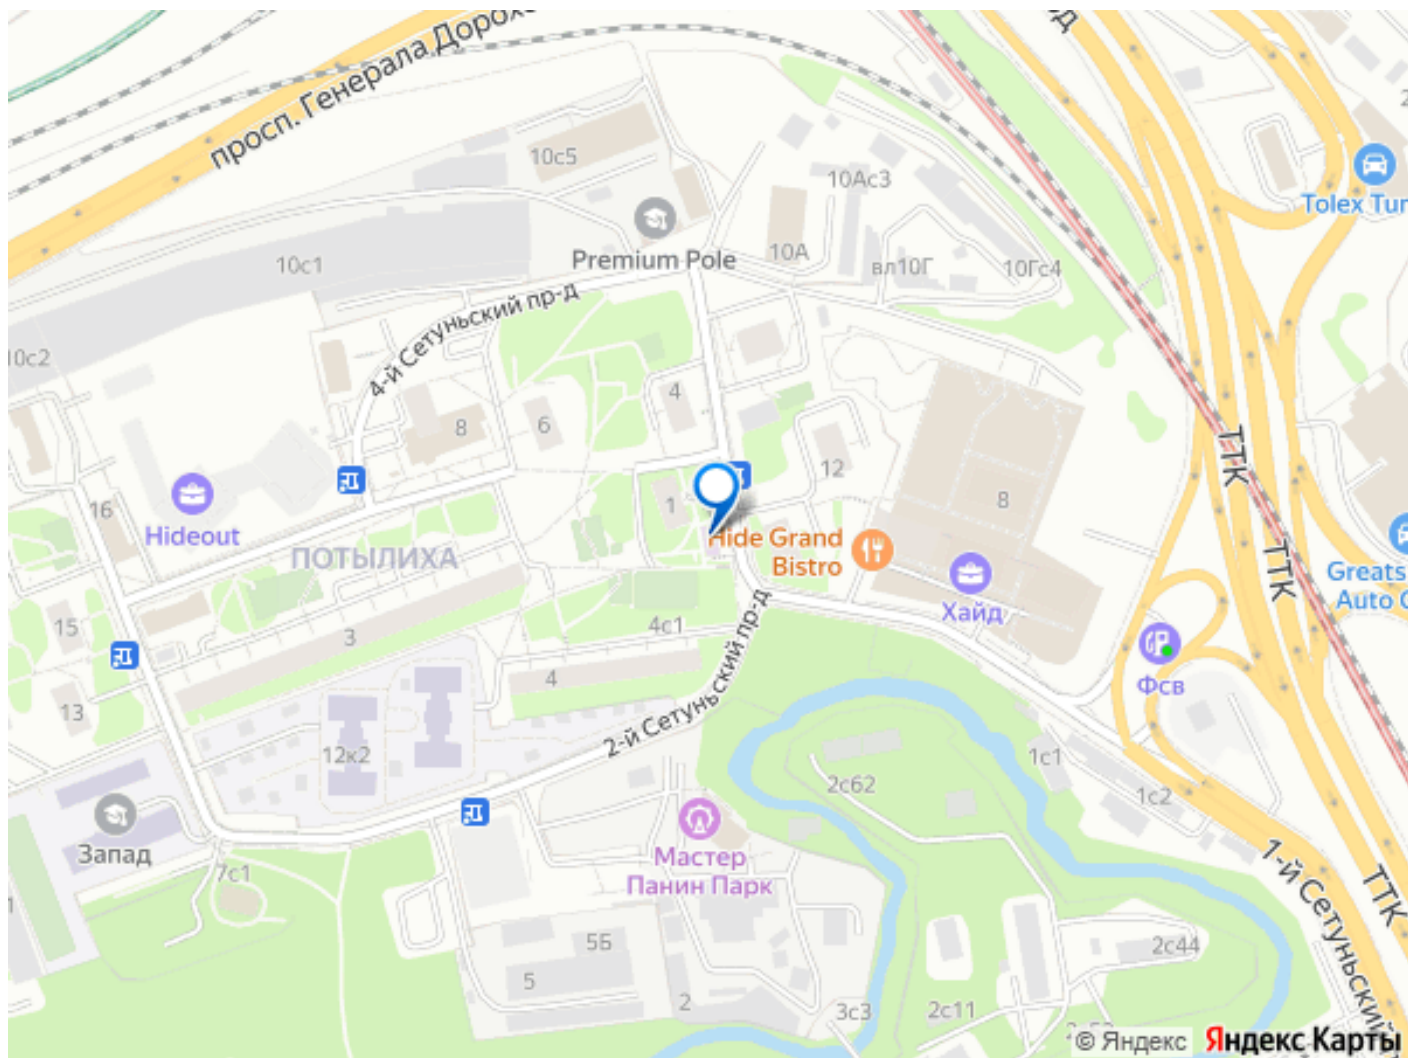 просп. Генерала Дорохо
10с5
10Ас3
Tolex Tur
Premium Pole
10А
вл10Г
10Гс4
10с1
4-й Сетуньский пр-д
10с2
4
6
8
12
8
ТТК
16
Hideout
1
ПОТЫЛИХА
Hide Grand
Bistro
Хайд
ТТК
Greats
Auto C
15
3
4с1
Фсв
13
4
2-й Сетуньский пр-д
12к2
1с1
2с62
1с2
Запад
7с1
Мастер
Панин Парк
1-й Сетуньский
ТТК
1
5Б
2с44
5
2
3с3
2с11
© Яндекс
Яндекс Карты